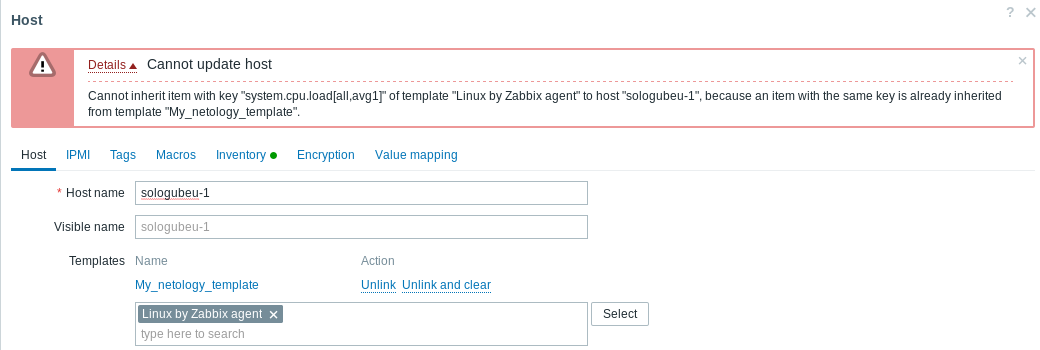 Host
?
Details Cannot update host
Cannot inherit item with key "system.cpu.load[all,avg1]" of template "Linux by Zabbix agent" to host "sologubeu-1", because an item with the same key is already inherited
from template "My_netology_template".
Host IPMI Tags Macros Inventory Encryption Value mapping
* Host name sologubeu-1
Visible name sologubeu-1
Templates Name Action
My_netology_template Unlink Unlink and clear
Linux by Zabbix agent Select
type here to search